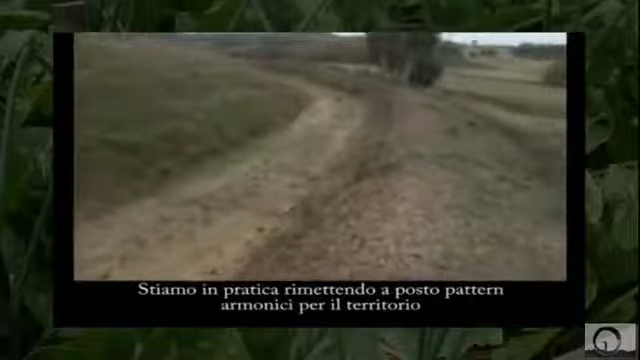 Stiamo in pratica rimettendo a posto pattern
armonici per il territorio